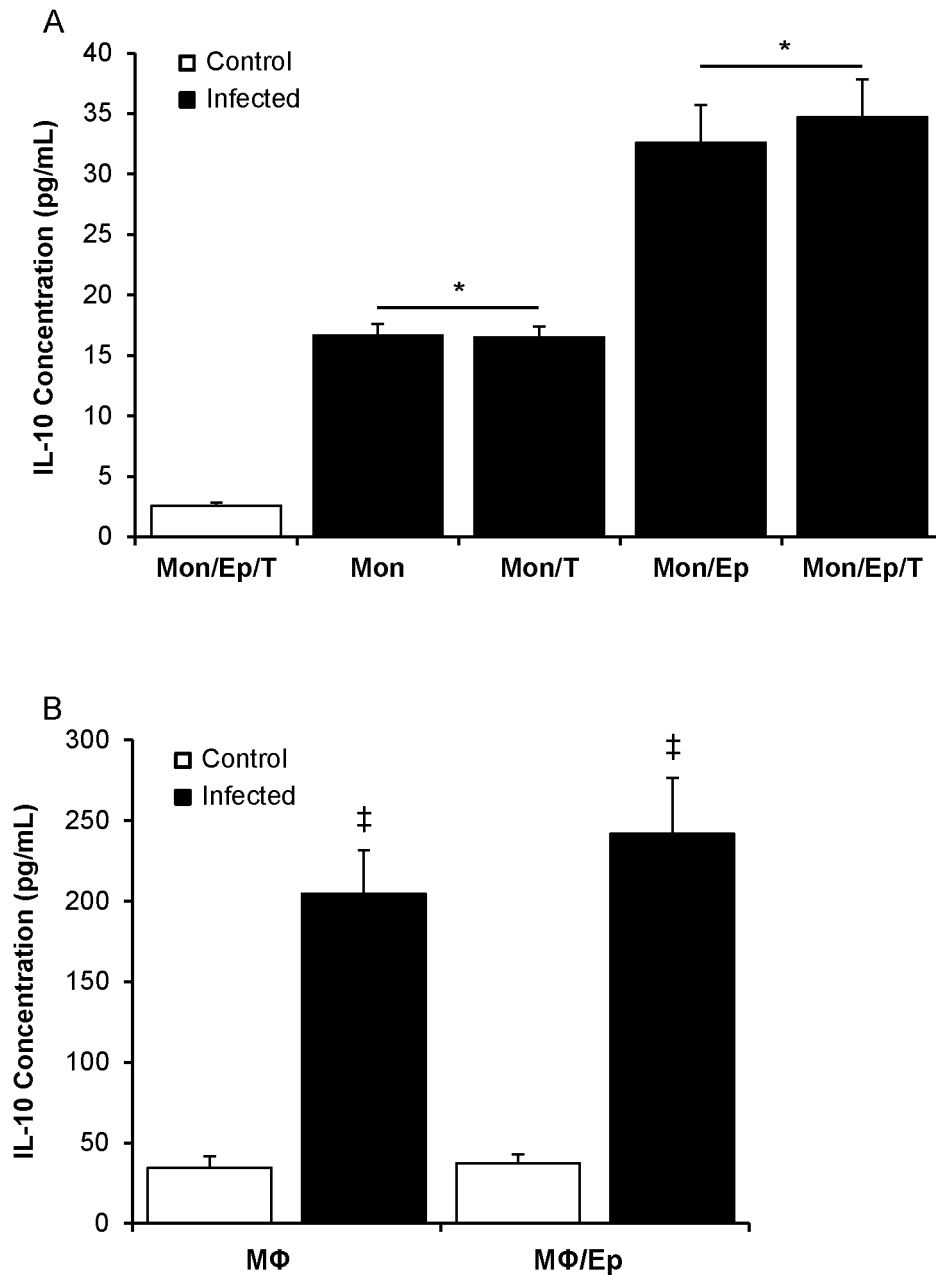 A
IL-10 Concentration (pg/mL)
40
35
30
25
20
15
10
5
0
Control
Infected
*
*
Mon/Ep/T
Mon
Mon/T
Mon/Ep
Mon/Ep/T
B
IL-10 Concentration (pg/mL)
300
250
200
150
100
50
0
Control
Infected
‡
‡
MΦ
MΦ/Ep